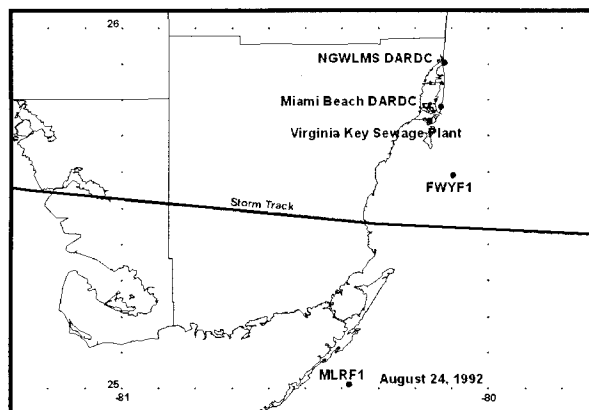 26
NGWLMS DARDC
Miami Beach DARDC
Virginia Key Sewage Plant
FWYF1
Storm Track
MLRF1
August 24, 1992
25
-81
-80